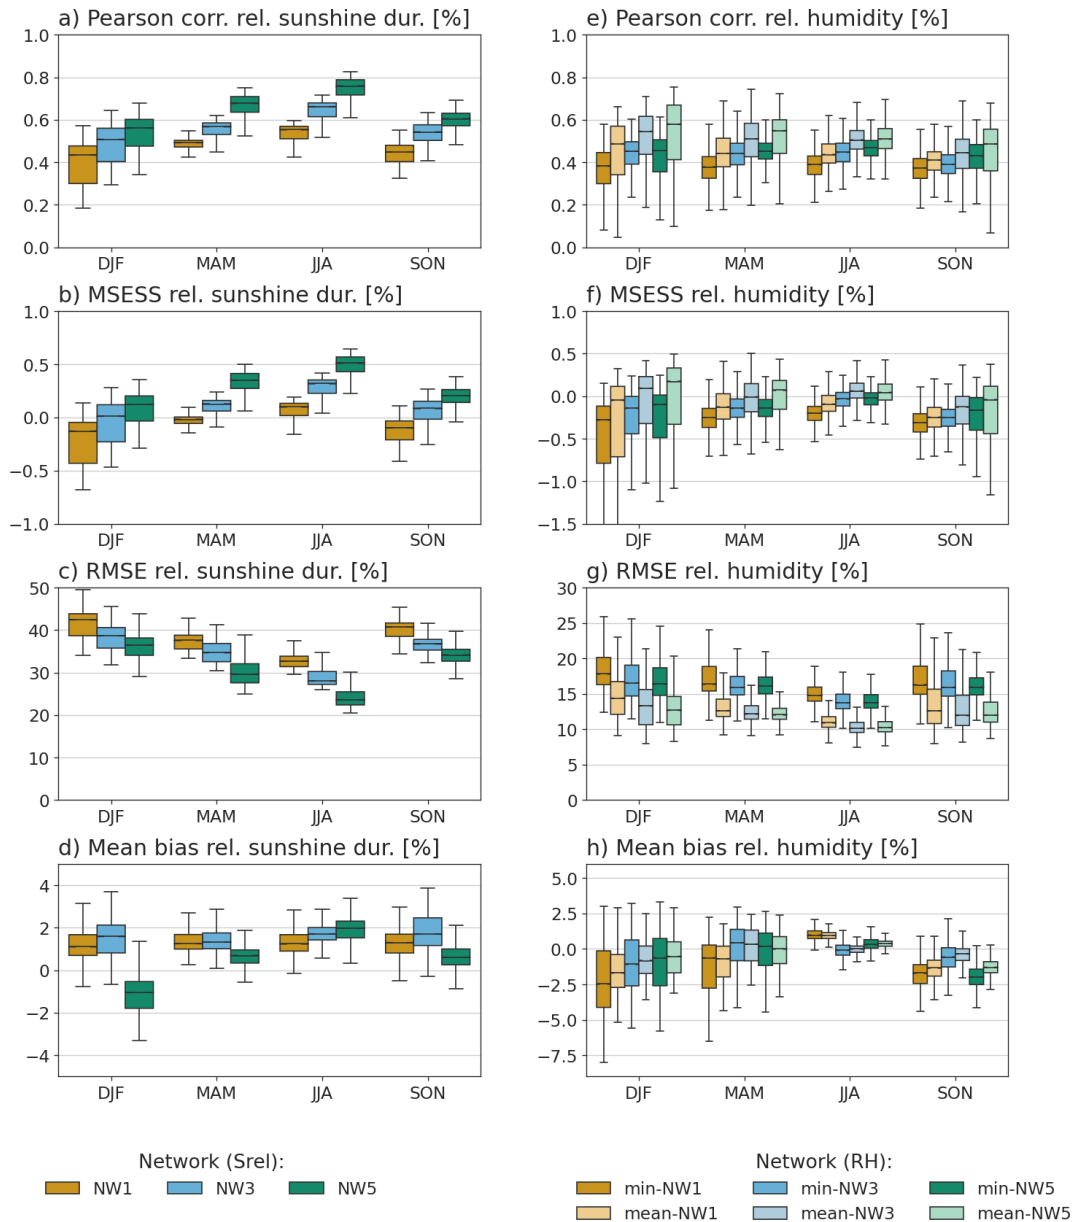 a) Pearson corr. rel. sunshine dur. [%]
1.0
0.8
0.6
0.4
0.2
0.0
DJF MAM JJA SON
e) Pearson corr. rel. humidity [%]
1.0
0.8
0.6
0.4
0.2
0.0
DJF MAM JJA SON
b) MSESS rel. sunshine dur. [%]
1.0
0.5
0.0
−0.5
−1.0
DJF MAM JJA SON
f) MSESS rel. humidity [%]
1.0
0.5
0.0
−0.5
−1.0
−1.5
DJF MAM JJA SON
c) RMSE rel. sunshine dur. [%]
50
40
30
20
10
0
DJF MAM JJA SON
g) RMSE rel. humidity [%]
30
25
20
15
10
5
0
DJF MAM JJA SON
d) Mean bias rel. sunshine dur. [%]
4
2
0
−2
−4
DJF MAM JJA SON
h) Mean bias rel. humidity [%]
5.0
2.5
0.0
−2.5
−5.0
−7.5
DJF MAM JJA SON
Network (Srel):
NW1 NW3 NW5
Network (RH):
min-NW1 min-NW3 min-NW5
mean-NW1 mean-NW3 mean-NW5